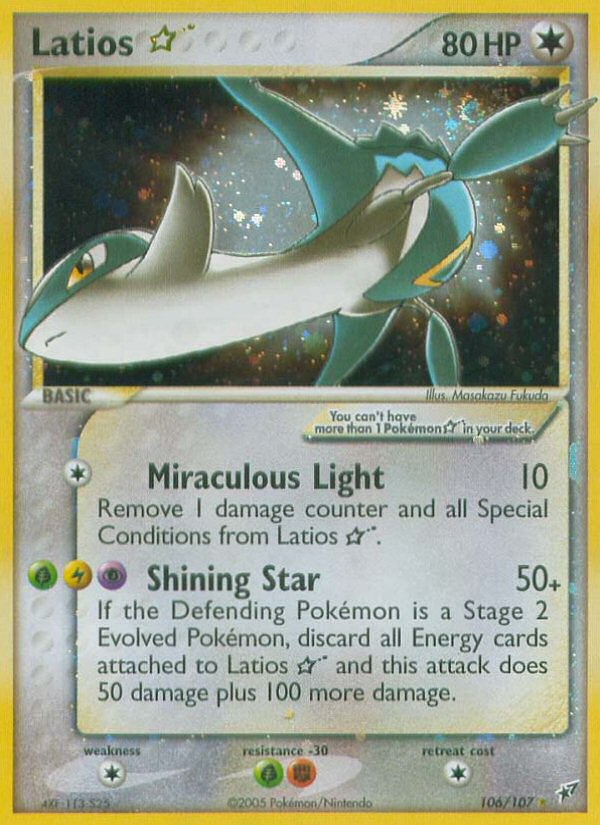 Latios ☆ 80 HP
BASIC
Illus. Masakazu Fukuda
You can't have
more than 1 Pokémon ☆ in your deck.
Miraculous Light 10
Remove 1 damage counter and all Special
Conditions from Latios ☆.
Shining Star 50+
If the Defending Pokémon is a Stage 2
Evolved Pokémon, discard all Energy cards
attached to Latios ☆ and this attack does
50 damage plus 100 more damage.
weakness resistance -30 retreat cost
©2005 Pokémon/Nintendo 106/107